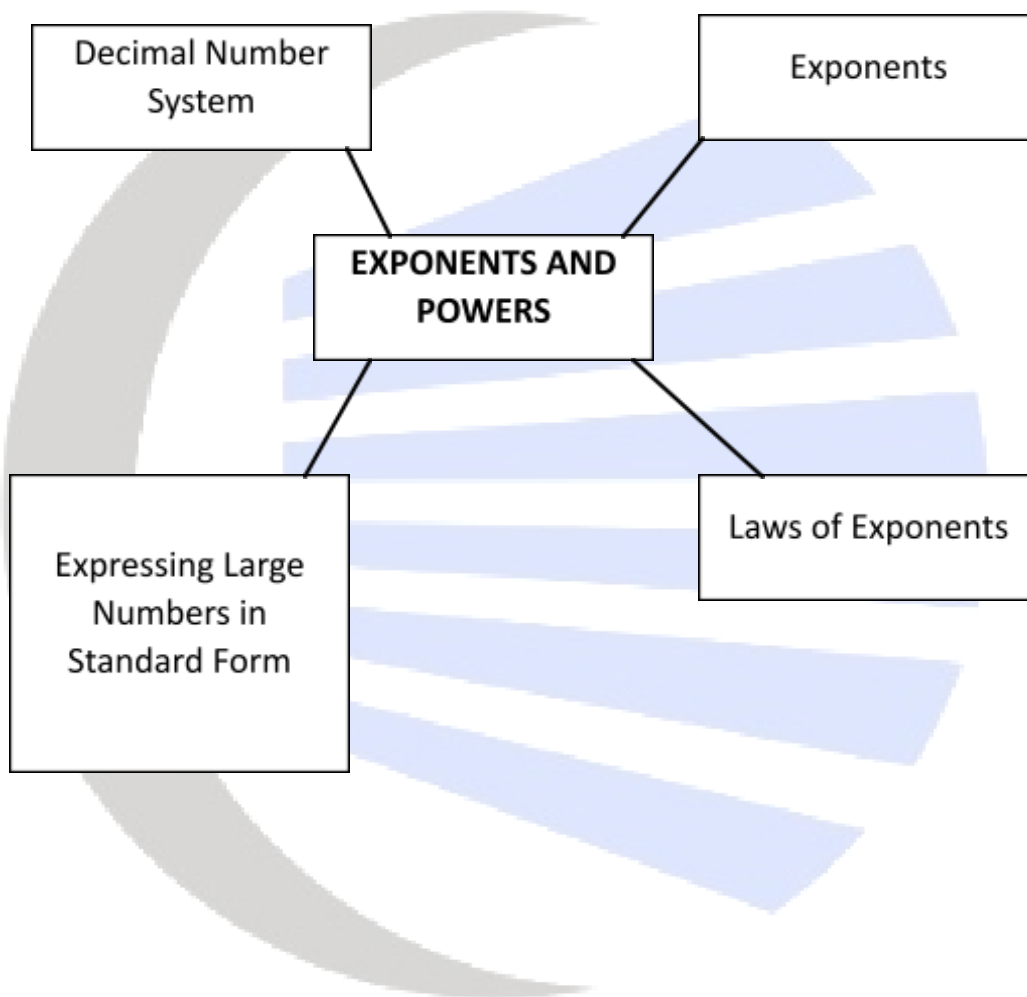 Decimal Number
System
Exponents
EXPONENTS AND
POWERS
Expressing Large
Numbers in
Standard Form
Laws of Exponents